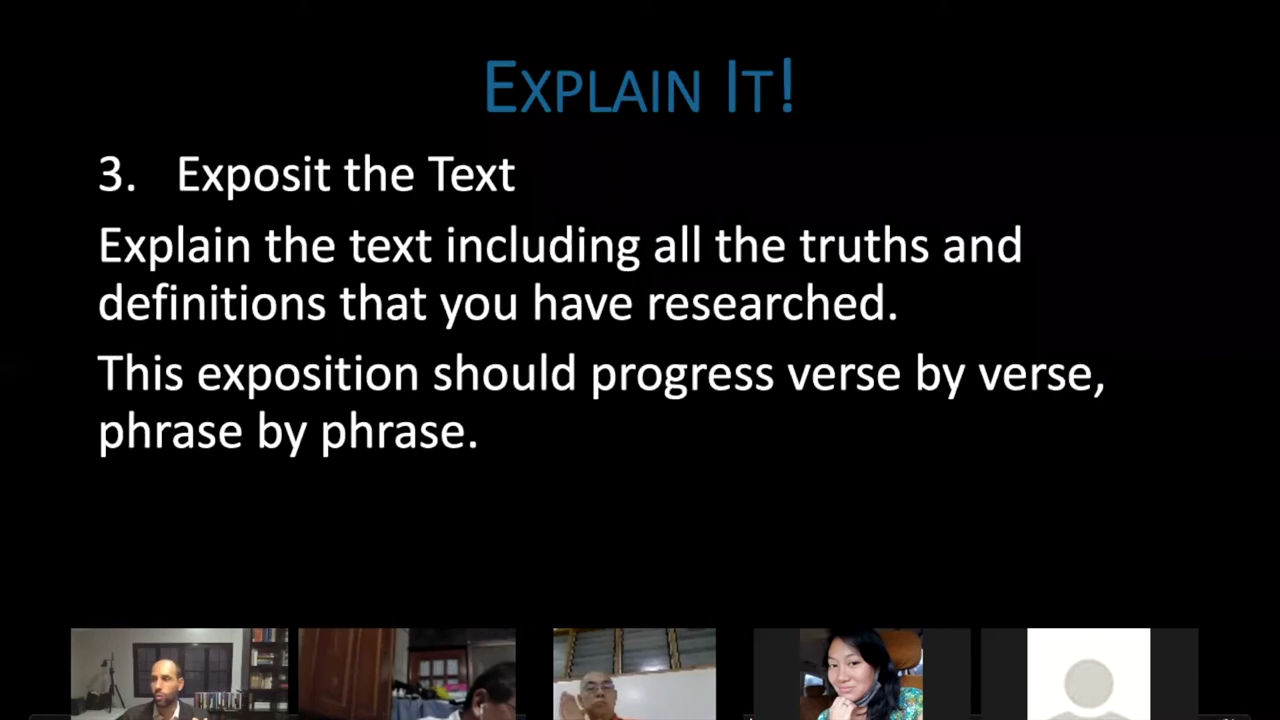 EXPLAIN IT!
3. Exposit the Text
Explain the text including all the truths and
definitions that you have researched.
This exposition should progress verse by verse,
phrase by phrase.